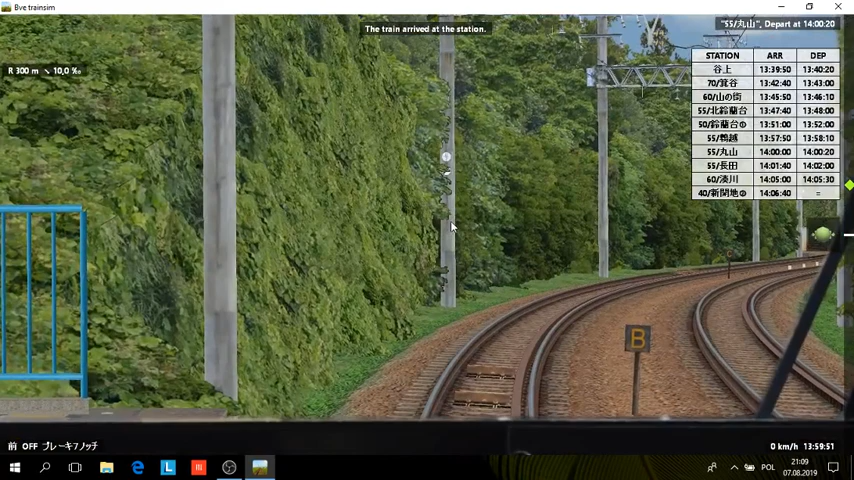 Bve trainsim
The train arrived at the station.
"55/丸山", Depart at 14:00:20
R 300 m ↘ 10,0 ‰
STATION ARR DEP
谷上 13:39:50 13:40:20
70/箕谷 13:42:40 13:43:00
60/山の街 13:45:50 13:46:10
55/北鈴蘭台 13:47:40 13:48:00
50/鈴蘭台① 13:51:00 13:52:00
55/鵯越 13:57:50 13:58:10
55/丸山 14:00:00 14:00:20
55/長田 14:01:40 14:02:00
60/湊川 14:05:00 14:05:30
40/新開地② 14:06:40 =
B
前 OFF ブレーキ7ノッチ
0 km/h 13:59:51
L
POL
21:09
07.08.2019